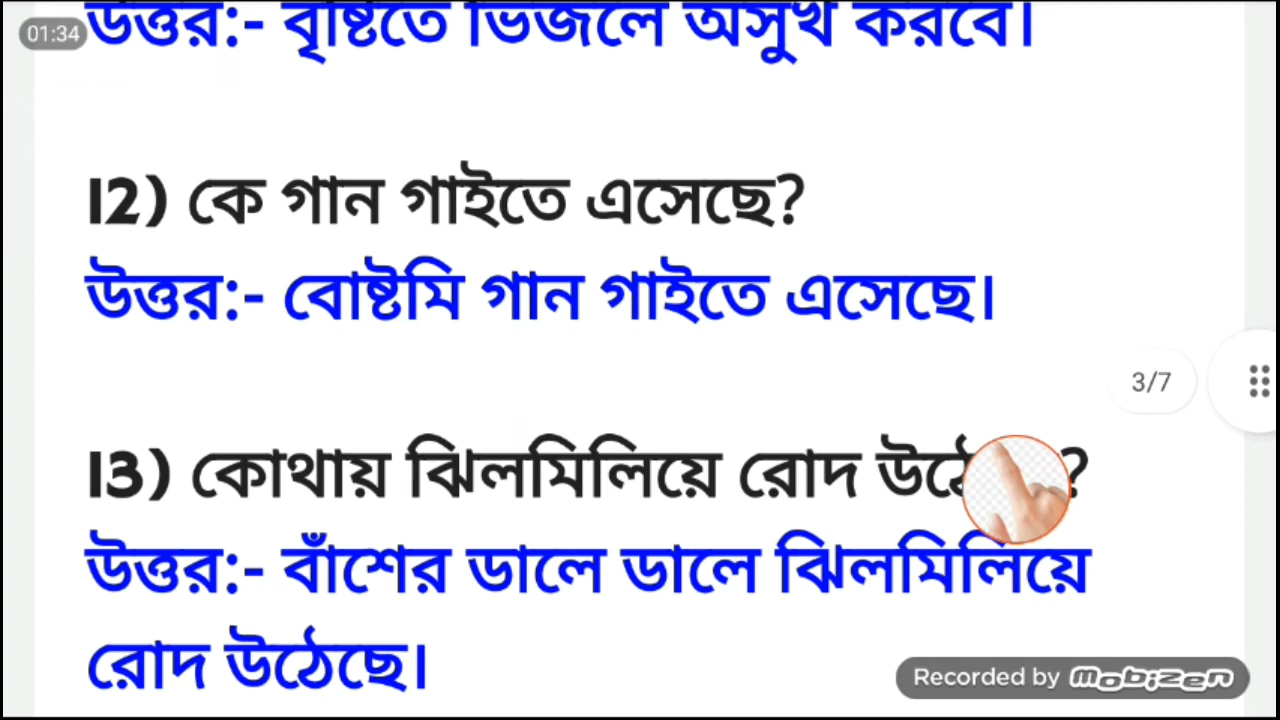 01:34
উত্তর:- বৃষ্টিতে ভিজলে অসুখ করবে।
12) কে গান গাইতে এসেছে?
উত্তর:- বোষ্টমি গান গাইতে এসেছে।
3/7
13) কোথায় ঝিলমিলিয়ে রোদ ?
উত্তর:- বাঁশের ডালে ডালে ঝিলমিলিয়ে
রোদ উঠেছে।
Recorded by Mobizen